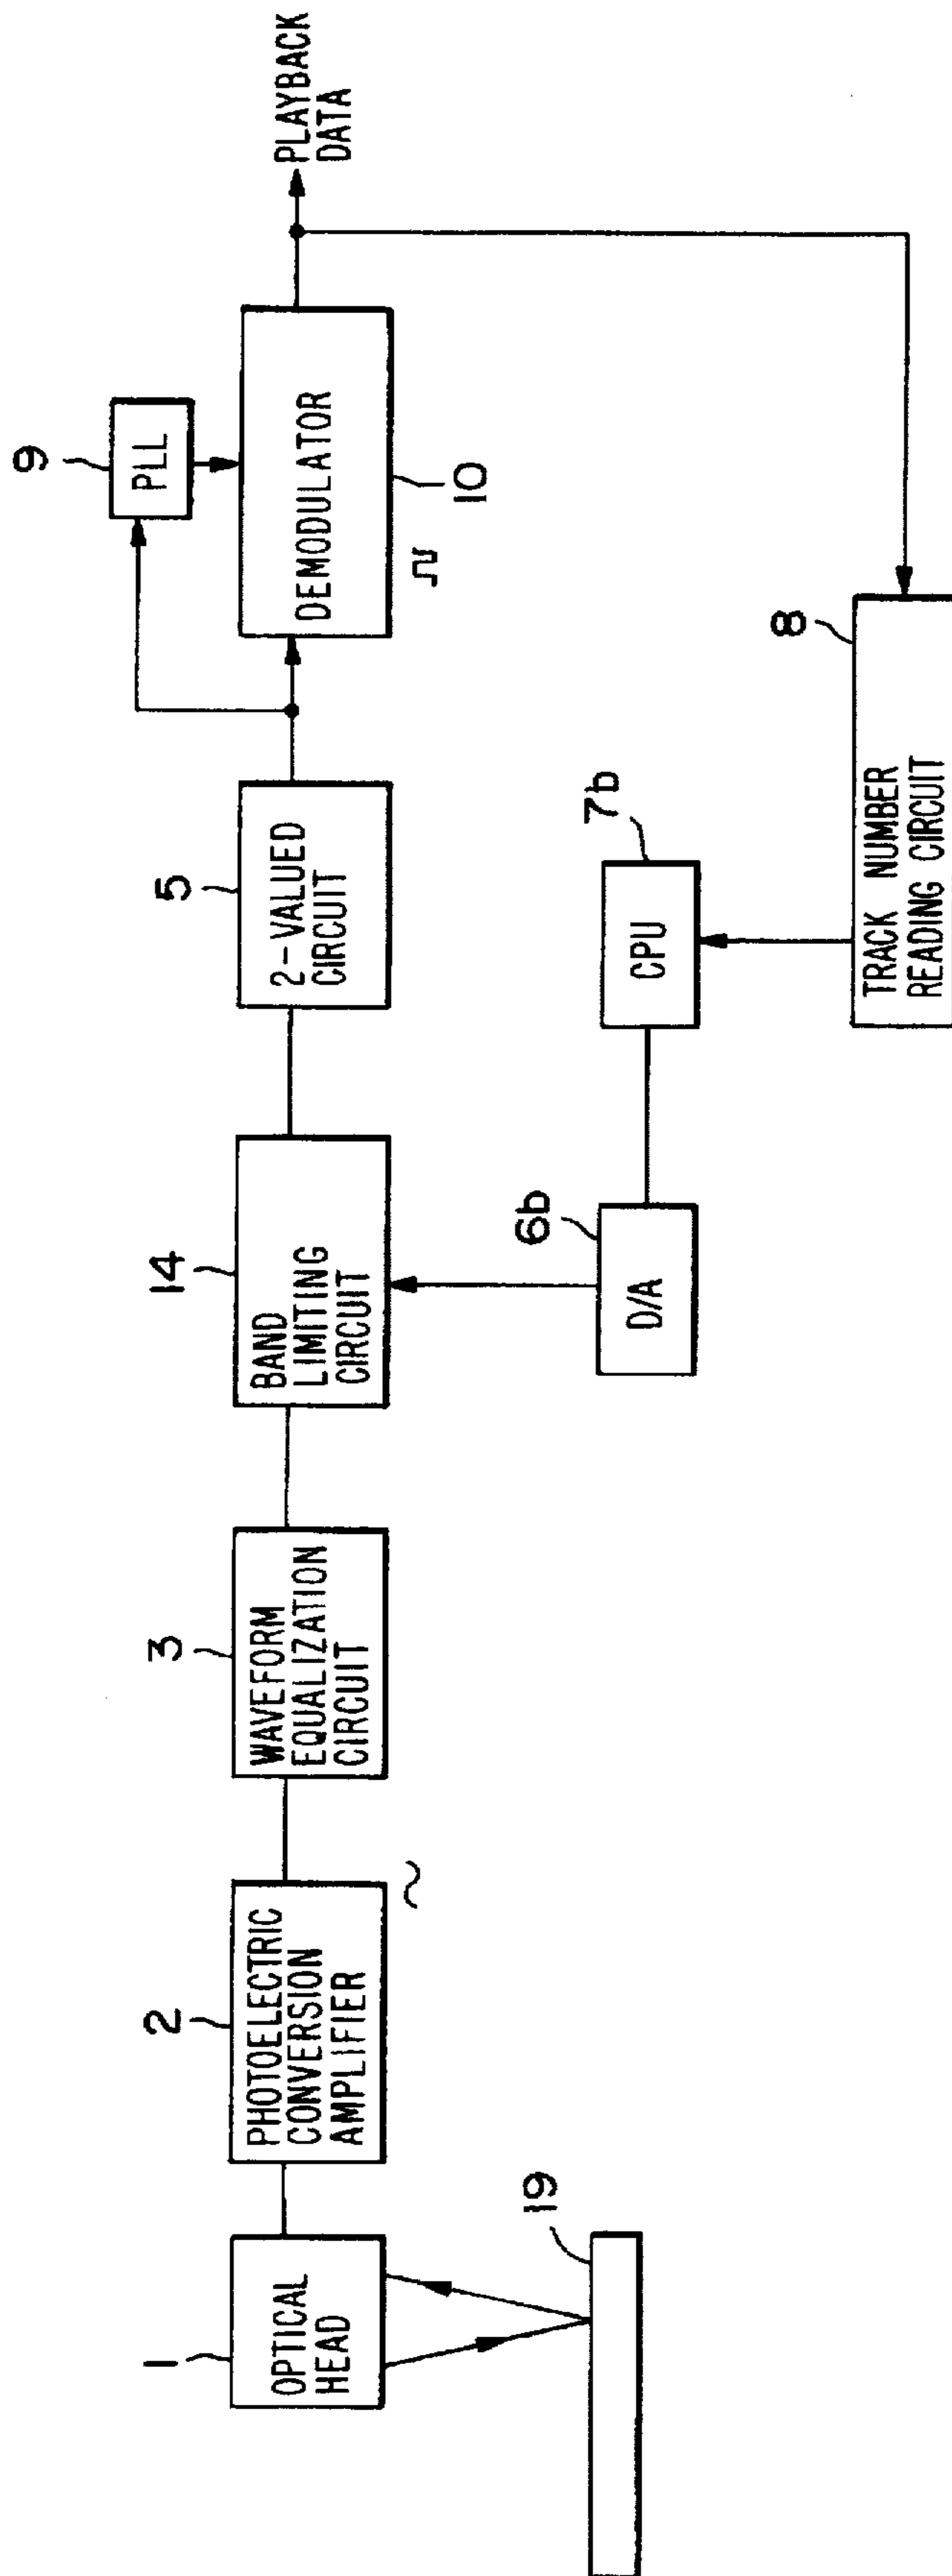 1
OPTICAL
HEAD
19
2
PHOTOELECTRIC
CONVERSION
AMPLIFIER
~
3
WAVEFORM
EQUALIZATION
CIRCUIT
14
BAND
LIMITING
CIRCUIT
5
2-VALUED
CIRCUIT
9
PLL
DEMODULATOR
10
PLAYBACK
DATA
6b
D/A
7b
CPU
8
TRACK NUMBER
READING CIRCUIT